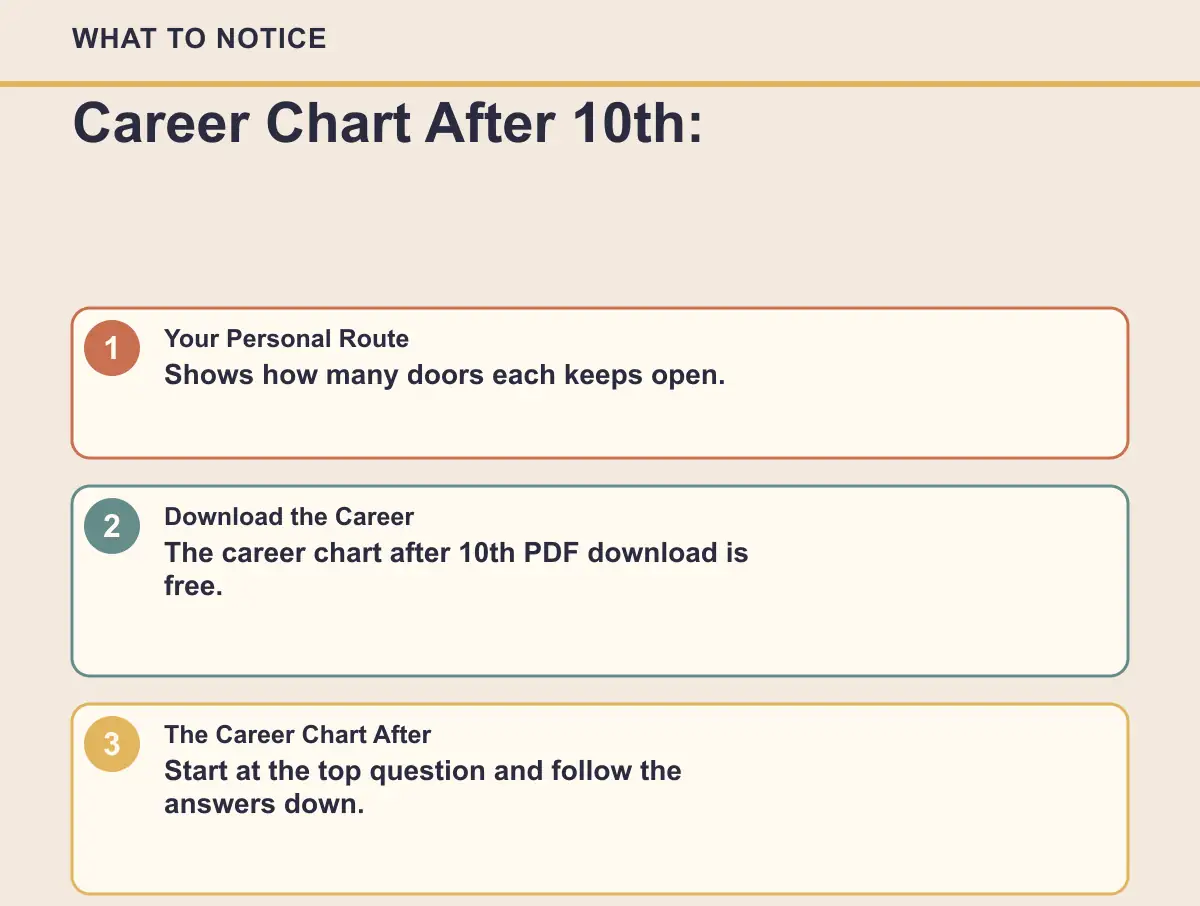 WHAT TO NOTICE
Career Chart After 10th:
1
Your Personal Route
Shows how many doors each keeps open.
2
Download the Career
The career chart after 10th PDF download is
free.
3
The Career Chart After
Start at the top question and follow the
answers down.